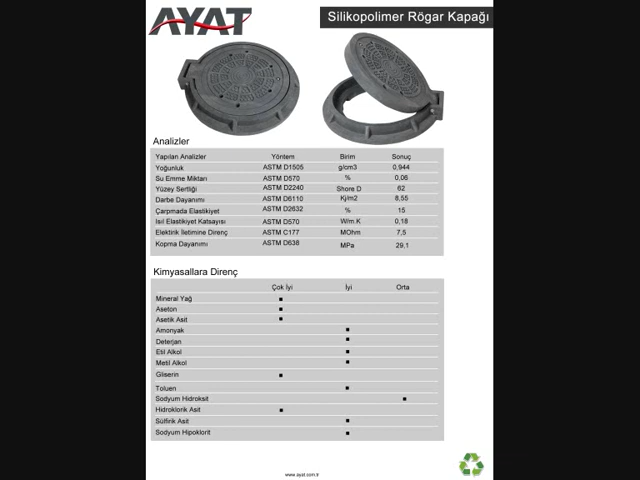 AYAT
Silikopolimer Rögar Kapağı
Analizler
Yapılan Analizler Yöntem Birim Sonuç
Yoğunluk ASTM D1505 g/cm3 0,944
Su Emme Miktarı ASTM D570 % 0,06
Yüzey Sertliği ASTM D2240 Shore D 62
Darbe Dayanımı ASTM D6110 Kj/m2 8,55
Çarpmada Elastikiyet ASTM D2632 % 15
Isıl Elastikiyet Katsayısı ASTM D570 W/m.K 0,18
Elektirik İletimine Direnç ASTM C177 MOhm 7,5
Kopma Dayanımı ASTM D638 MPa 29,1
Kimyasallara Direnç
Çok İyi İyi Orta
Mineral Yağ ■
Aseton ■
Asetik Asit ■
Amonyak ■
Deterjan ■
Etil Alkol ■
Metil Alkol ■
Gliserin ■
Toluen ■
Sodyum Hidroksit ■
Hidroklorik Asit ■
Sülfirik Asit ■
Sodyum Hipoklorit ■
www.ayat.com.tr